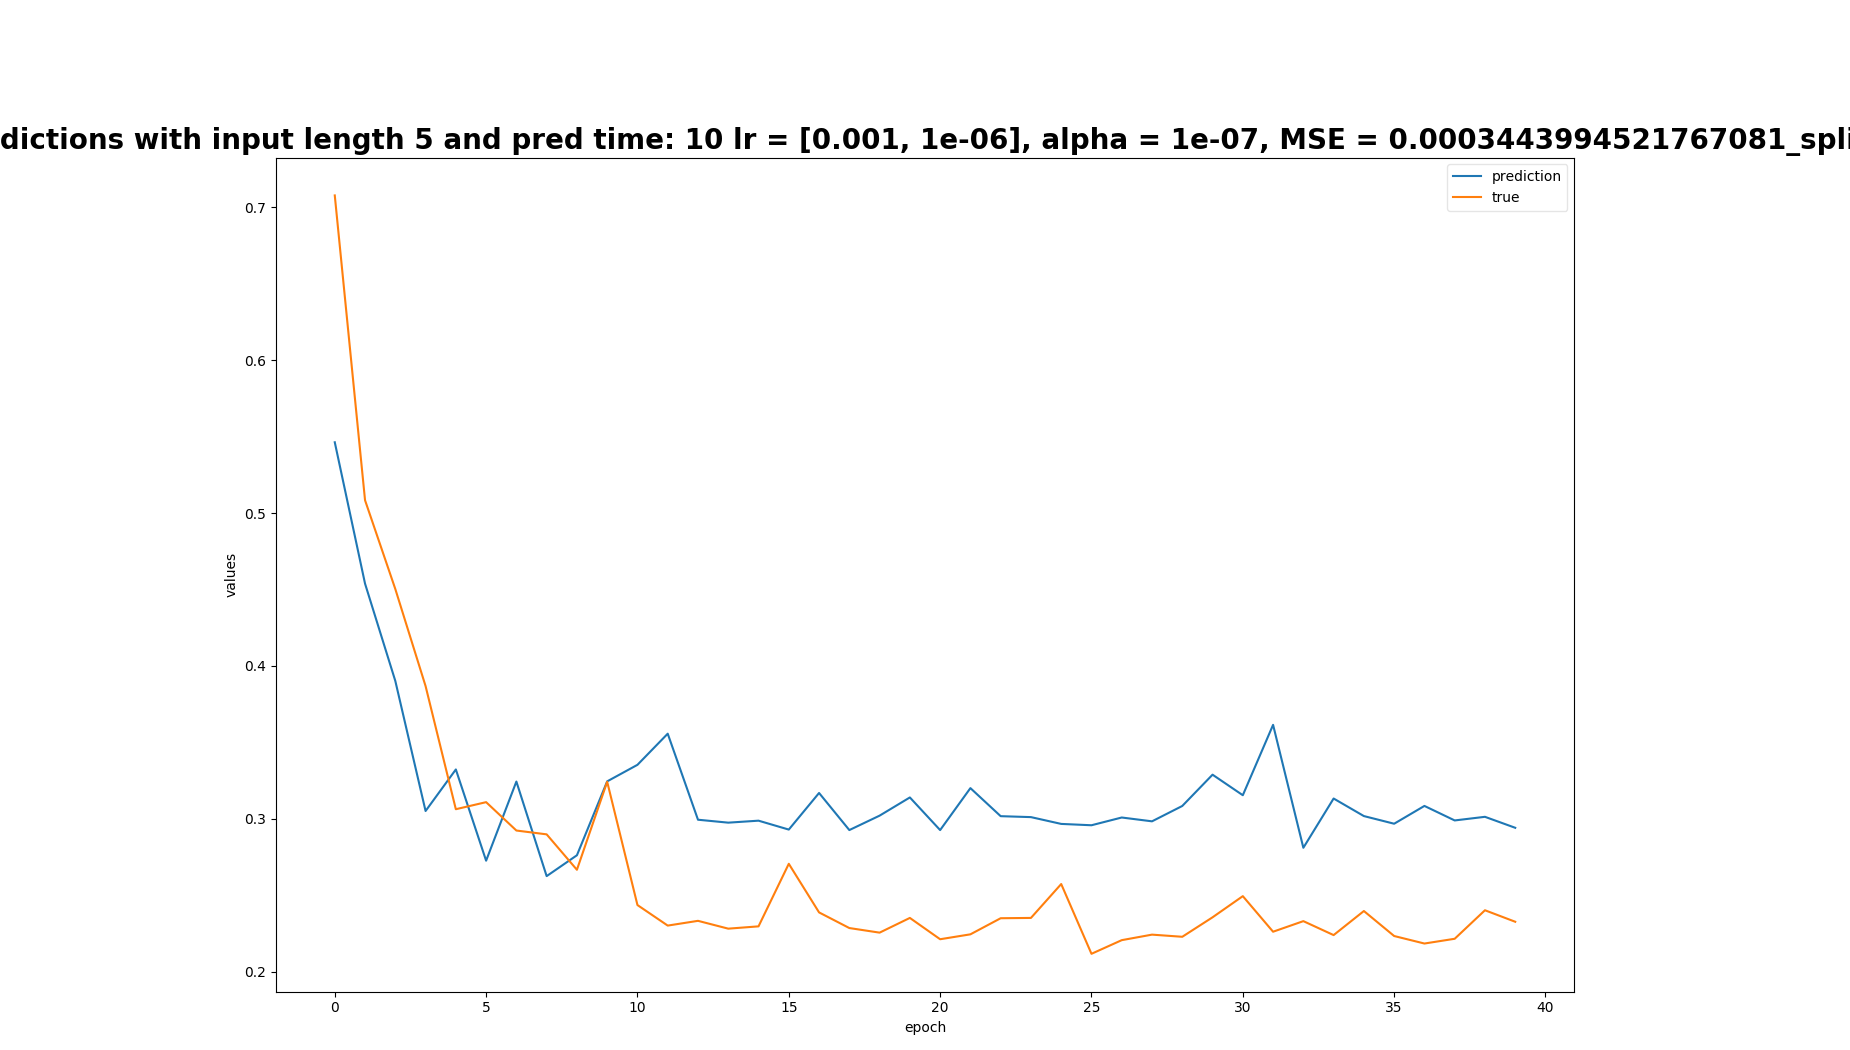 dictions with input length 5 and pred time: 10 lr = [0.001, 1e-06], alpha = 1e-07, MSE = 0.0003443994521767081_spli
prediction
true
0.7
0.6
0.5
0.4
0.3
0.2
values
0 5 10 15 20 25 30 35 40
epoch